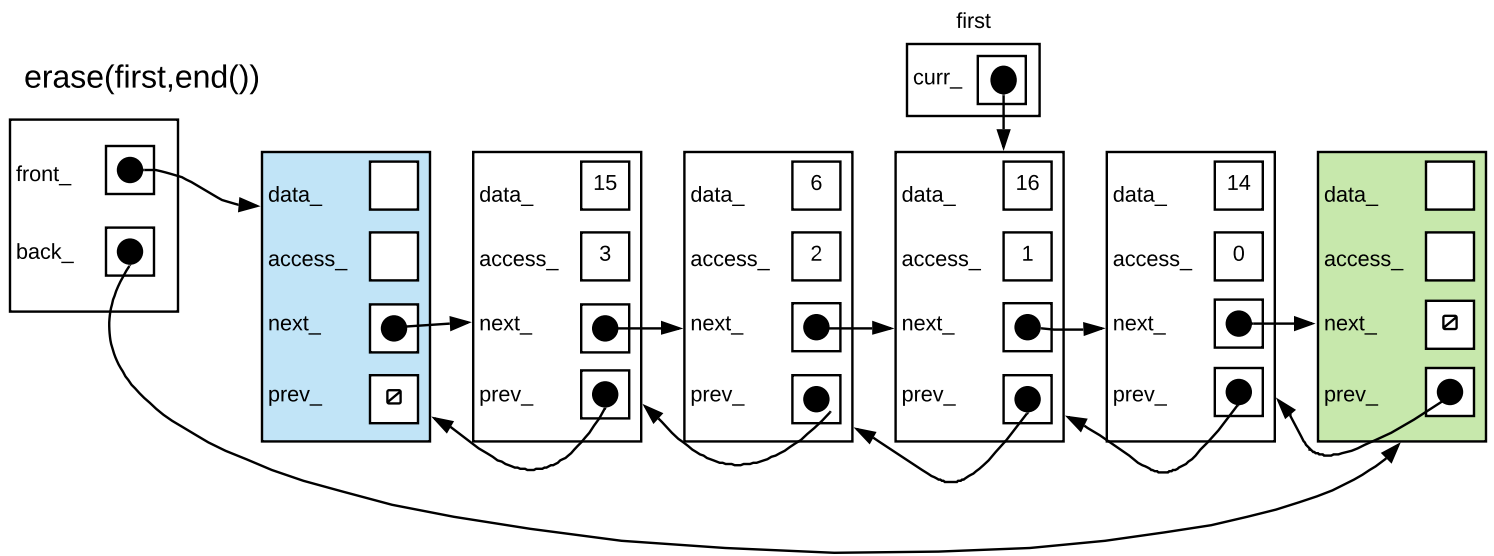 first
curr_
erase(first,end())
front_
back_
data_
access_
next_
prev_
data_ 15
access_ 3
next_
prev_
data_ 6
access_ 2
next_
prev_
data_ 16
access_ 1
next_
prev_
data_ 14
access_ 0
next_
prev_
data_
access_
next_
prev_